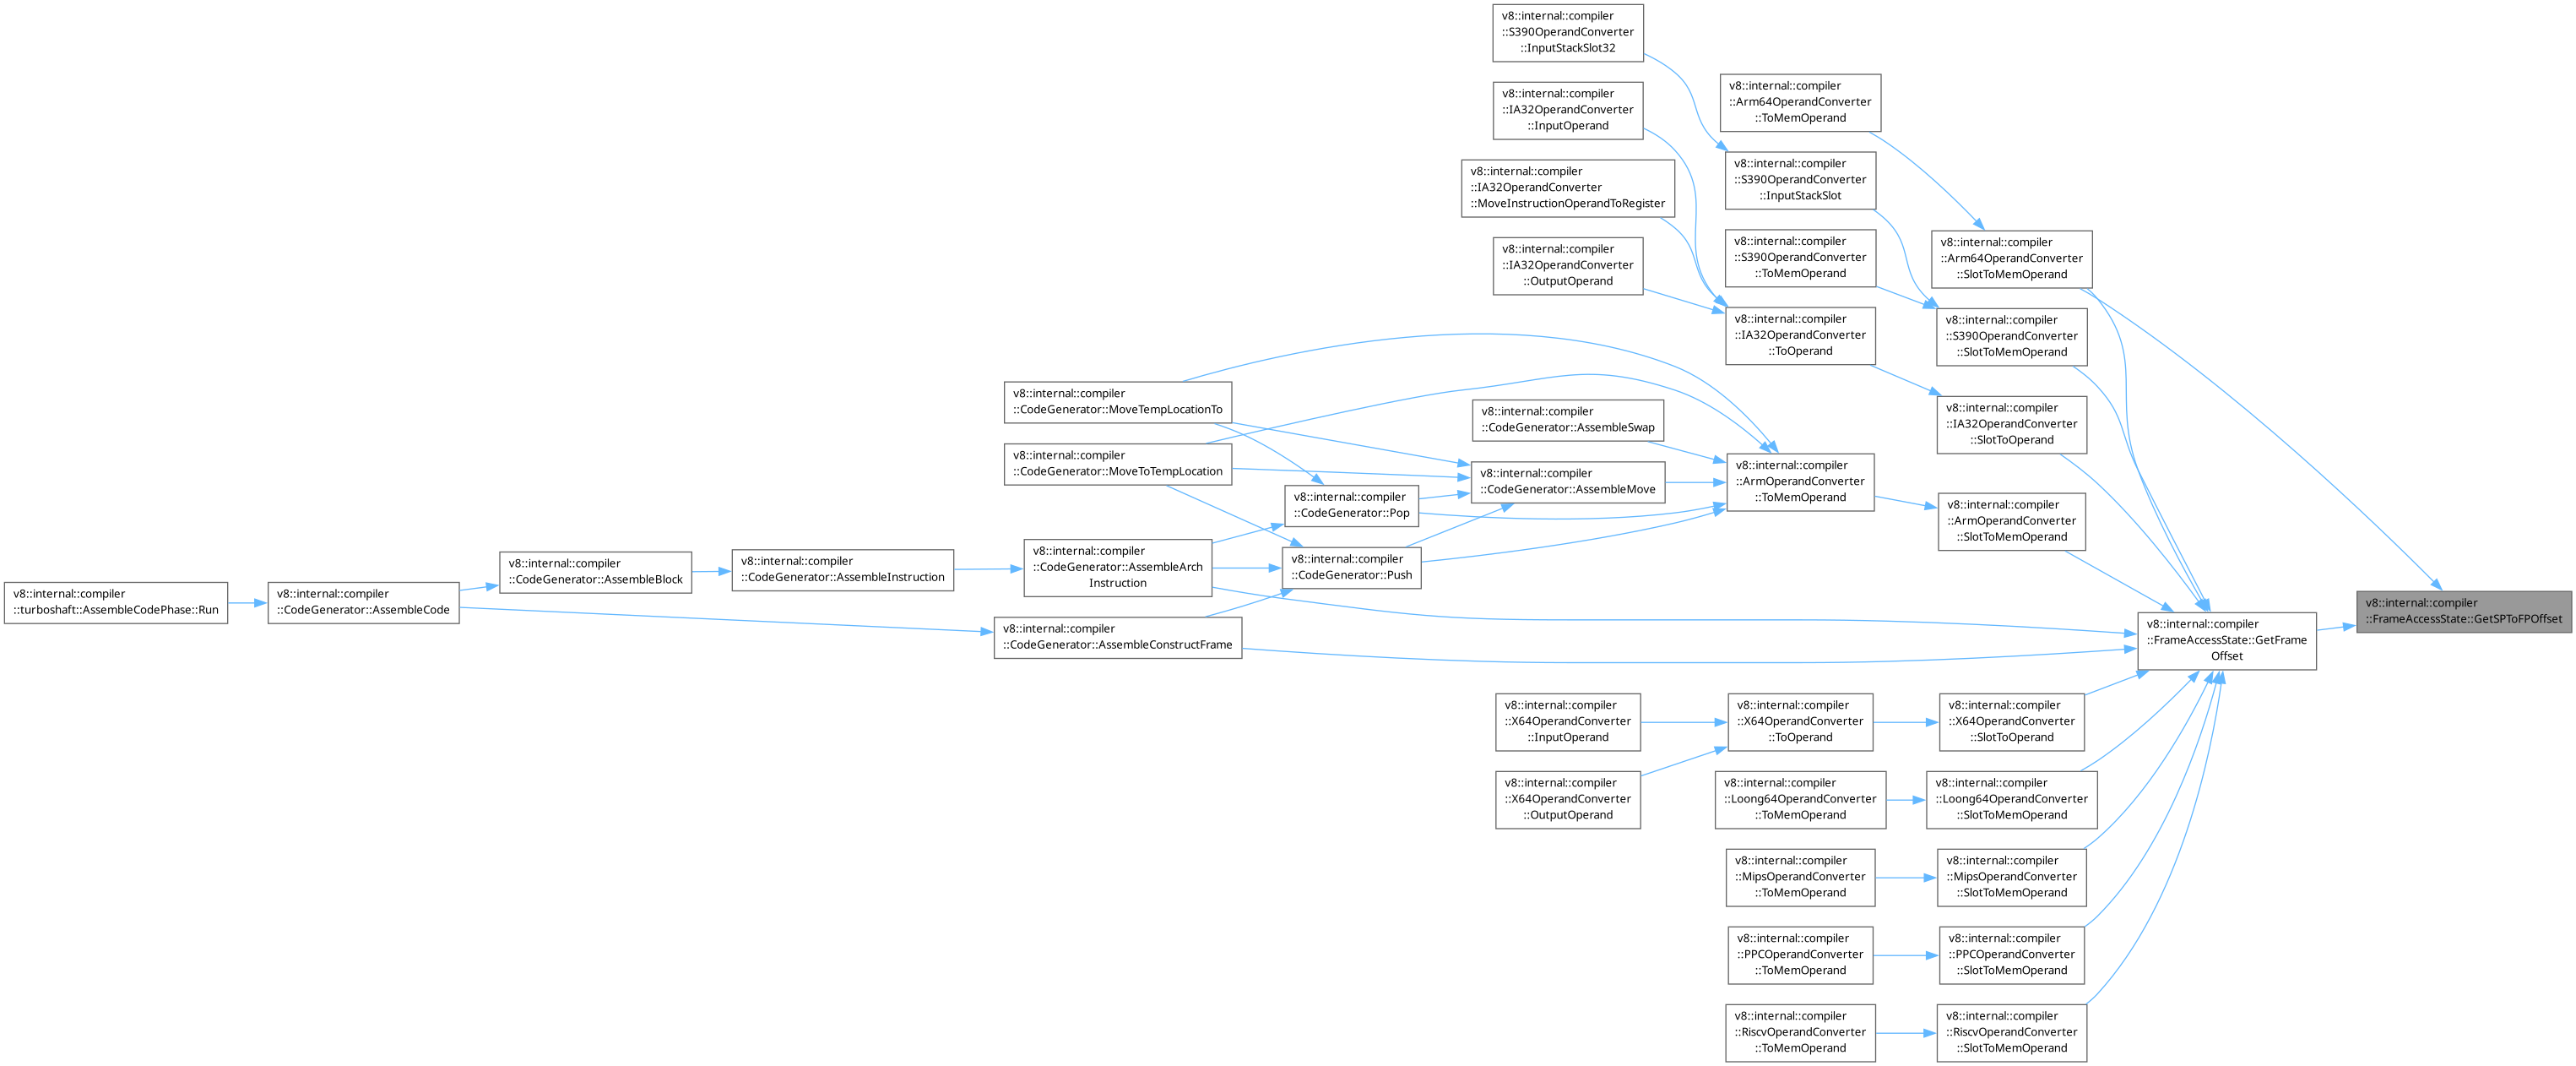 v8::internal::compiler
::S390OperandConverter
::InputStackSlot32
v8::internal::compiler
::IA32OperandConverter
::InputOperand
v8::internal::compiler
::IA32OperandConverter
::MoveInstructionOperandToRegister
v8::internal::compiler
::IA32OperandConverter
::OutputOperand
v8::internal::compiler
::Arm64OperandConverter
::ToMemOperand
v8::internal::compiler
::S390OperandConverter
::InputStackSlot
v8::internal::compiler
::S390OperandConverter
::ToMemOperand
v8::internal::compiler
::IA32OperandConverter
::ToOperand
v8::internal::compiler
::Arm64OperandConverter
::SlotToMemOperand
v8::internal::compiler
::S390OperandConverter
::SlotToMemOperand
v8::internal::compiler
::IA32OperandConverter
::SlotToOperand
v8::internal::compiler
::CodeGenerator::MoveTempLocationTo
v8::internal::compiler
::CodeGenerator::MoveToTempLocation
v8::internal::compiler
::CodeGenerator::AssembleSwap
v8::internal::compiler
::CodeGenerator::AssembleMove
v8::internal::compiler
::CodeGenerator::Pop
v8::internal::compiler
::CodeGenerator::Push
v8::internal::compiler
::ArmOperandConverter
::ToMemOperand
v8::internal::compiler
::ArmOperandConverter
::SlotToMemOperand
v8::internal::compiler
::turboshaft::AssembleCodePhase::Run
v8::internal::compiler
::CodeGenerator::AssembleCode
v8::internal::compiler
::CodeGenerator::AssembleBlock
v8::internal::compiler
::CodeGenerator::AssembleInstruction
v8::internal::compiler
::CodeGenerator::AssembleArch
Instruction
v8::internal::compiler
::CodeGenerator::AssembleConstructFrame
v8::internal::compiler
::FrameAccessState::GetFrame
Offset
v8::internal::compiler
::FrameAccessState::GetSPToFPOffset
v8::internal::compiler
::X64OperandConverter
::InputOperand
v8::internal::compiler
::X64OperandConverter
::OutputOperand
v8::internal::compiler
::X64OperandConverter
::ToOperand
v8::internal::compiler
::X64OperandConverter
::SlotToOperand
v8::internal::compiler
::Loong64OperandConverter
::ToMemOperand
v8::internal::compiler
::Loong64OperandConverter
::SlotToMemOperand
v8::internal::compiler
::MipsOperandConverter
::ToMemOperand
v8::internal::compiler
::MipsOperandConverter
::SlotToMemOperand
v8::internal::compiler
::PPCOperandConverter
::ToMemOperand
v8::internal::compiler
::PPCOperandConverter
::SlotToMemOperand
v8::internal::compiler
::RiscvOperandConverter
::ToMemOperand
v8::internal::compiler
::RiscvOperandConverter
::SlotToMemOperand